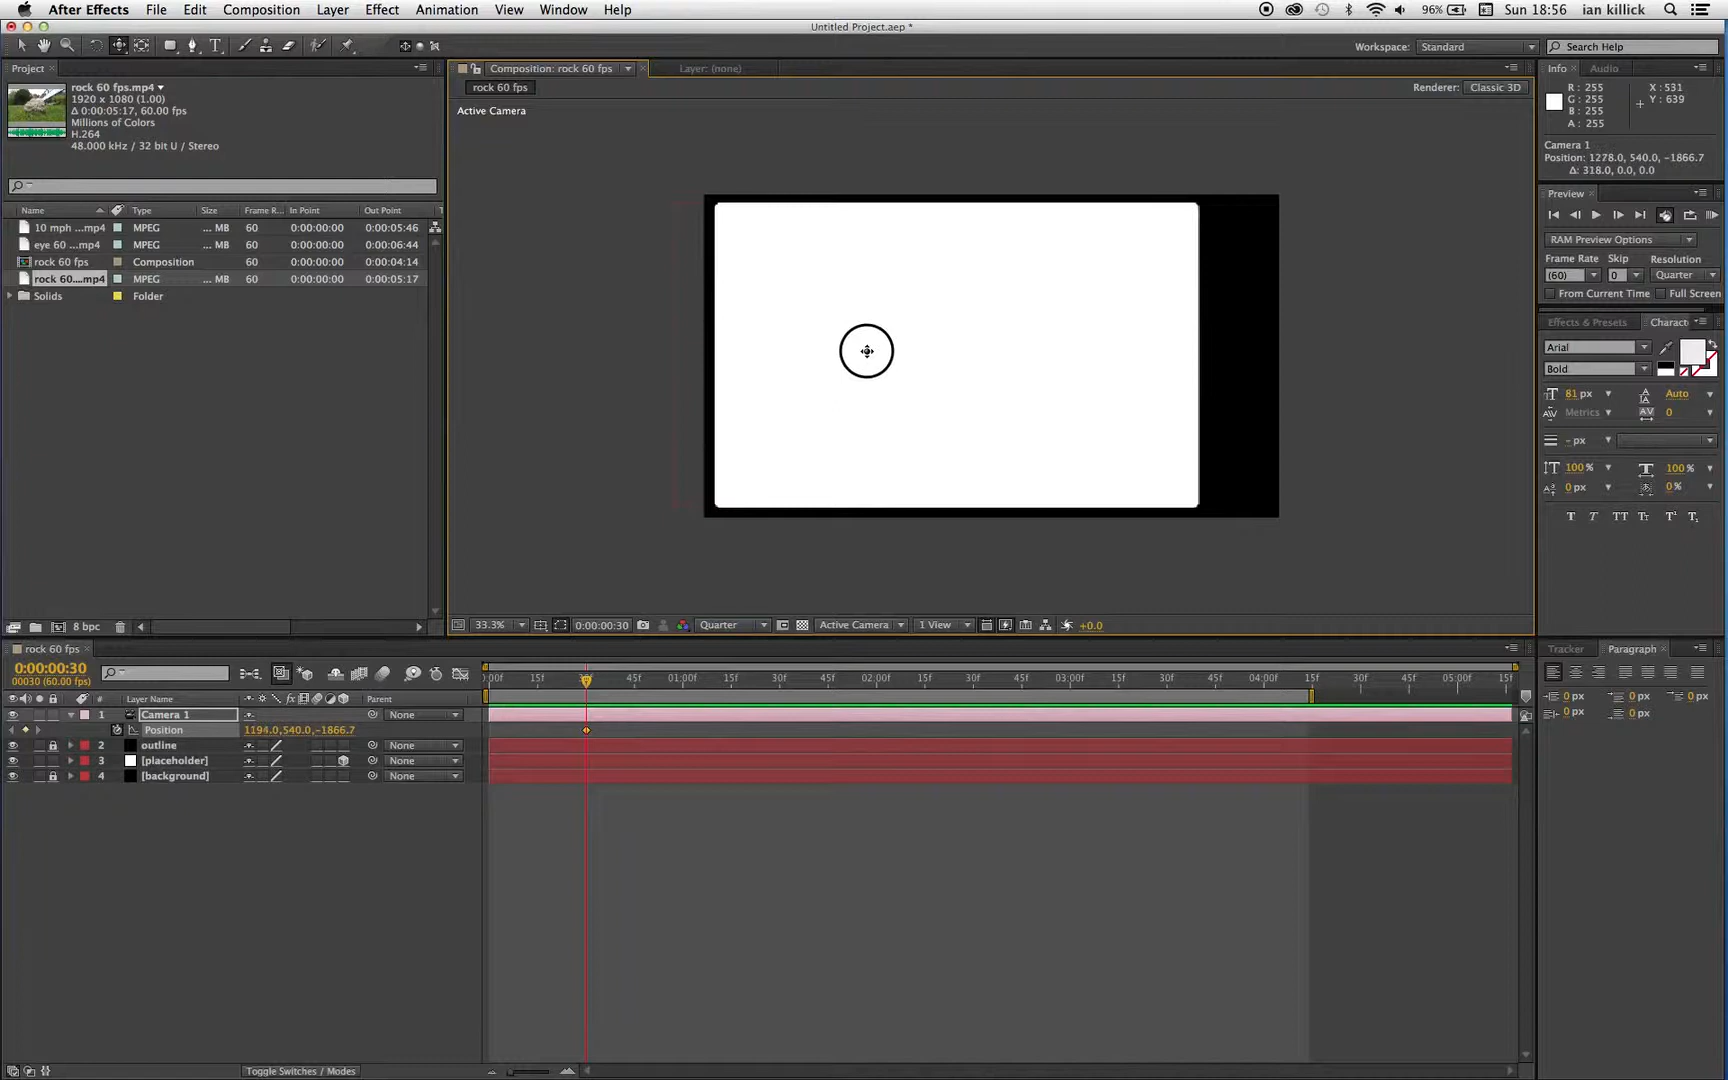 After Effects File Edit Composition Layer Effect Animation View Window Help 96% Sun 18:56 ian killick
Untitled Project.aep *
Workspace: Standard Search Help
Project Composition: rock 60 fps Layer: (none) Info Audio
rock 60 fps.mp4
1920 x 1080 (1.00)
Δ 0:00:05:17, 60.00 fps
Millions of Colors
H.264
48.000 kHz / 32 bit U / Stereo
rock 60 fps Renderer: Classic 3D
Active Camera
R: 255
G: 255
B: 255
A: 255
X: 531
Y: 639
Camera 1
Position: 1278.0, 540.0, -1866.7
Δ: 318.0, 0.0, 0.0
Preview
RAM Preview Options
Frame Rate Skip Resolution
(60) 0 Quarter
From Current Time Full Screen
Effects & Presets Charact
Arial
Bold
81 px Auto
Metrics 0
- px
100 % 100 %
0 px 0 %
T T TT Tт T¹ T₁
Name Type Size Frame R... In Point Out Point
10 mph ...mp4 MPEG ... MB 60 0:00:00:00 0:00:05:46
eye 60 ...mp4 MPEG ... MB 60 0:00:00:00 0:00:06:44
rock 60 fps Composition 60 0:00:00:00 0:00:04:14
rock 60....mp4 MPEG ... MB 60 0:00:00:00 0:00:05:17
Solids Folder
8 bpc
33.3% 0:00:00:30 Quarter Active Camera 1 View +0.0
rock 60 fps
0:00:00:30
00030 (60.00 fps)
:00f 15f 45f 01:00f 15f 30f 45f 02:00f 15f 30f 45f 03:00f 15f 30f 45f 04:00f 15f 30f 45f 05:00f 15f
# Layer Name Parent
1 Camera 1 None
Position 1194.0,540.0,-1866.7
2 outline None
3 [placeholder] None
4 [background] None
Toggle Switches / Modes
Tracker Paragraph
0 px 0 px 0 px
0 px 0 px